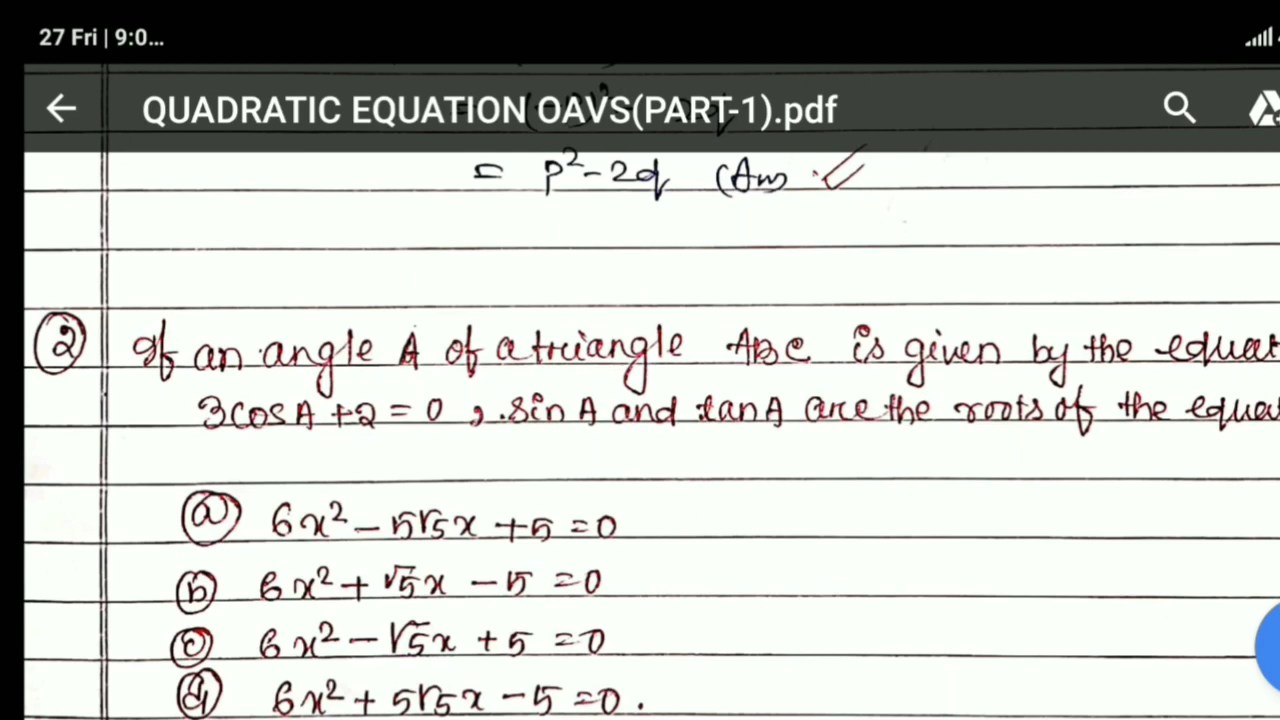 27 Fri | 9:0...
QUADRATIC EQUATION OAVS(PART-1).pdf
= p² - 2q (Ans
② If an angle A of a triangle ABC is given by the equat
3cosA + 2 = 0, sin A and tan A are the roots of the equa
ⓐ 6x² - 5√5x + 5 = 0
ⓑ 6x² + √5x - 5 = 0
ⓒ 6x² - √5x + 5 = 0
ⓓ 6x² + 5√5x - 5 = 0.